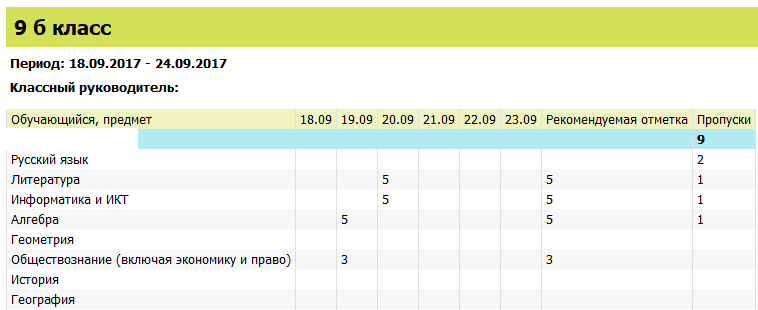 9 б класс
Период: 18.09.2017 - 24.09.2017
Классный руководитель:
Обучающийся, предмет 18.09 19.09 20.09 21.09 22.09 23.09 Рекомендуемая отметка Пропуски
9
Русский язык 2
Литература 5 5 1
Информатика и ИКТ 5 5 1
Алгебра 5 5 1
Геометрия
Обществознание (включая экономику и право) 3 3
История
География